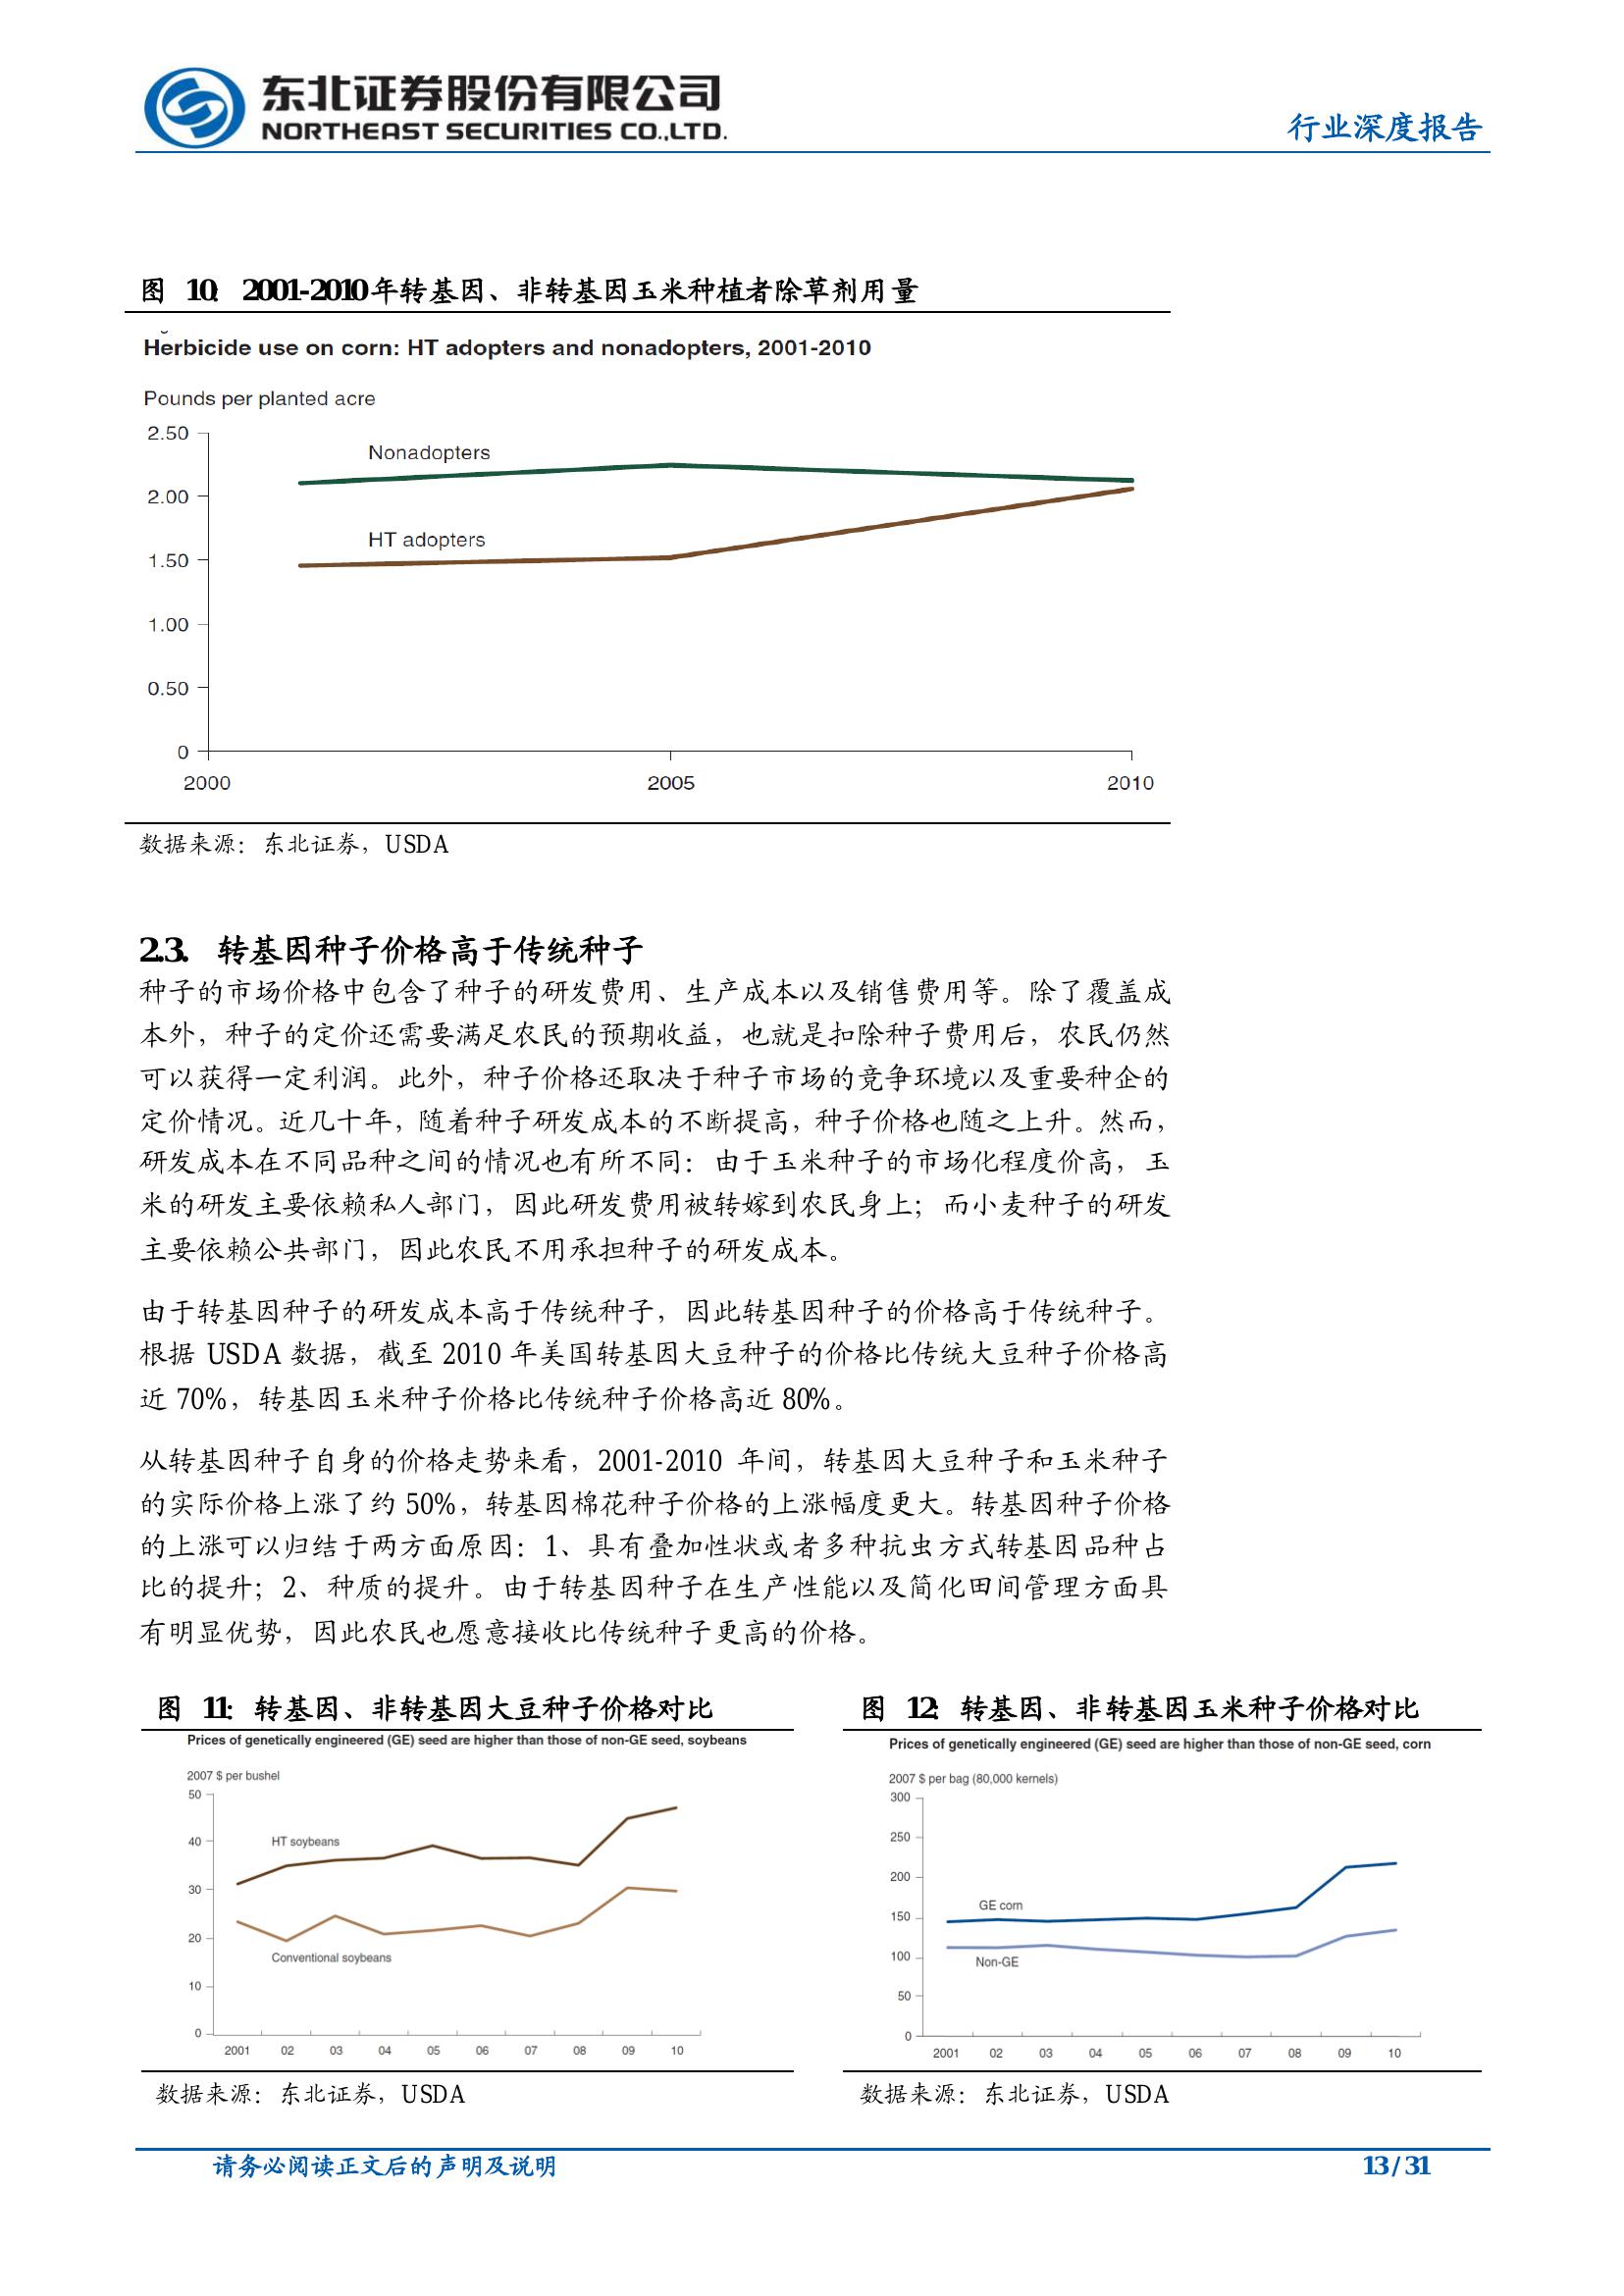 东北证券股份有限公司
NORTHEAST SECURITIES CO.,LTD.
行业深度报告
图 10: 2001-2010年转基因、非转基因玉米种植者除草剂用量
Herbicide use on corn: HT adopters and nonadopters, 2001-2010
Pounds per planted acre
2.50
Nonadopters
2.00
HT adopters
1.50
1.00
0.50
0
2000 2005 2010
数据来源：东北证券，USDA
2.3. 转基因种子价格高于传统种子
种子的市场价格中包含了种子的研发费用、生产成本以及销售费用等。除了覆盖成
本外，种子的定价还需要满足农民的预期收益，也就是扣除种子费用后，农民仍然
可以获得一定利润。此外，种子价格还取决于种子市场的竞争环境以及重要种企的
定价情况。近几十年，随着种子研发成本的不断提高，种子价格也随之上升。然而，
研发成本在不同品种之间的情况也有所不同：由于玉米种子的市场化程度价高，玉
米的研发主要依赖私人部门，因此研发费用被转嫁到农民身上；而小麦种子的研发
主要依赖公共部门，因此农民不用承担种子的研发成本。
由于转基因种子的研发成本高于传统种子，因此转基因种子的价格高于传统种子。
根据 USDA 数据，截至 2010 年美国转基因大豆种子的价格比传统大豆种子价格高
近 70%，转基因玉米种子价格比传统种子价格高近 80%。
从转基因种子自身的价格走势来看，2001-2010 年间，转基因大豆种子和玉米种子
的实际价格上涨了约 50%，转基因棉花种子价格的上涨幅度更大。转基因种子价格
的上涨可以归结于两方面原因：1、具有叠加性状或者多种抗虫方式转基因品种占
比的提升；2、种质的提升。由于转基因种子在生产性能以及简化田间管理方面具
有明显优势，因此农民也愿意接收比传统种子更高的价格。
图 11: 转基因、非转基因大豆种子价格对比
Prices of genetically engineered (GE) seed are higher than those of non-GE seed, soybeans
2007 $ per bushel
50
40
HT soybeans
30
20
Conventional soybeans
10
0
2001 02 03 04 05 06 07 08 09 10
数据来源：东北证券，USDA
图 12: 转基因、非转基因玉米种子价格对比
Prices of genetically engineered (GE) seed are higher than those of non-GE seed, corn
2007 $ per bag (80,000 kernels)
300
250
200
GE corn
150
100
Non-GE
50
0
2001 02 03 04 05 06 07 08 09 10
数据来源：东北证券，USDA
请务必阅读正文后的声明及说明
13 / 31